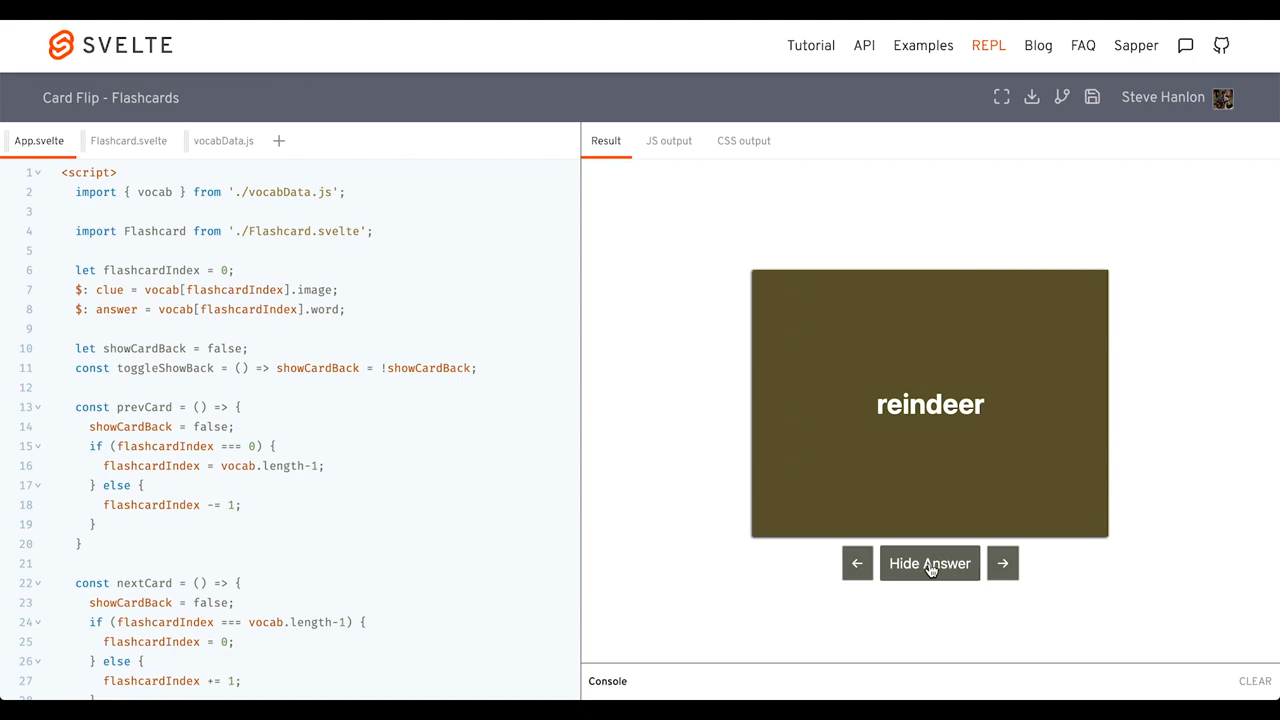 SVELTE
Tutorial API Examples REPL Blog FAQ Sapper
Card Flip - Flashcards
Steve Hanlon
App.svelte Flashcard.svelte vocabData.js +
Result JS output CSS output
1 <script>
2 import { vocab } from './vocabData.js';
3
4 import Flashcard from './Flashcard.svelte';
5
6 let flashcardIndex = 0;
7 $: clue = vocab[flashcardIndex].image;
8 $: answer = vocab[flashcardIndex].word;
9
10 let showCardBack = false;
11 const toggleShowBack = () => showCardBack = !showCardBack;
12
13 const prevCard = () => {
14 showCardBack = false;
15 if (flashcardIndex === 0) {
16 flashcardIndex = vocab.length-1;
17 } else {
18 flashcardIndex -= 1;
19 }
20 }
21
22 const nextCard = () => {
23 showCardBack = false;
24 if (flashcardIndex === vocab.length-1) {
25 flashcardIndex = 0;
26 } else {
27 flashcardIndex += 1;
28 }
reindeer
← Hide Answer →
Console
CLEAR